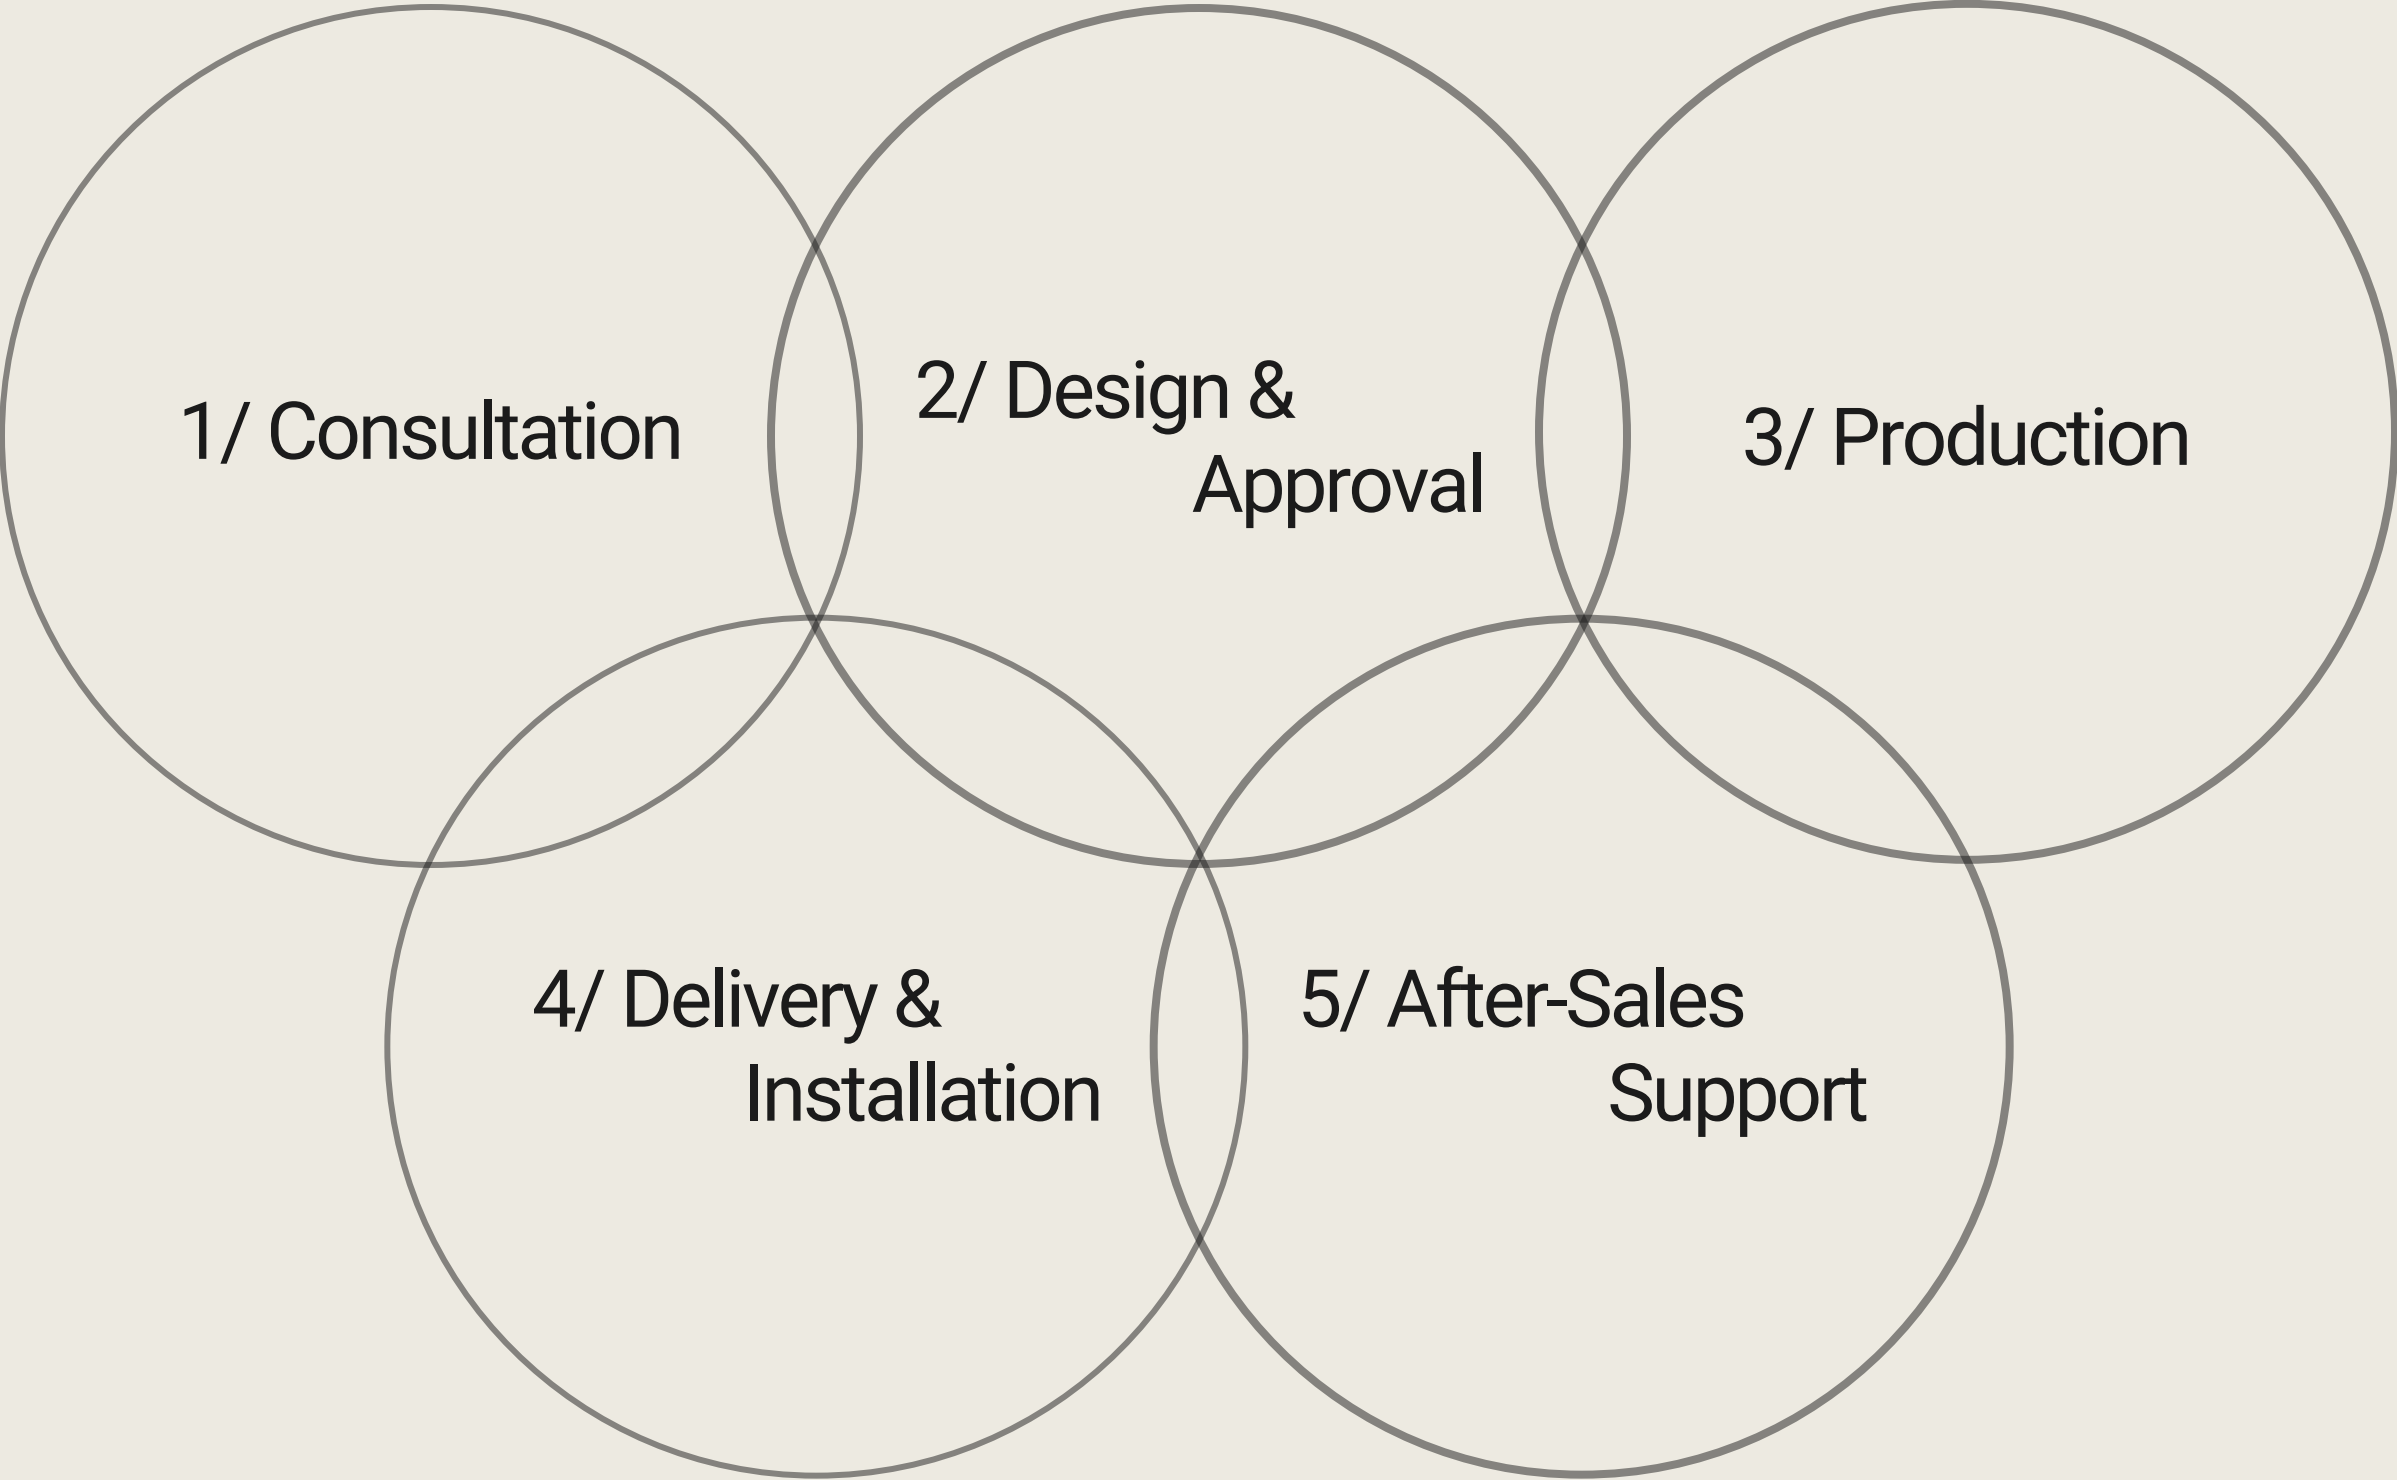 1/ Consultation
2/ Design &
Approval
3/ Production
4/ Delivery &
Installation
5/ After-Sales
Support